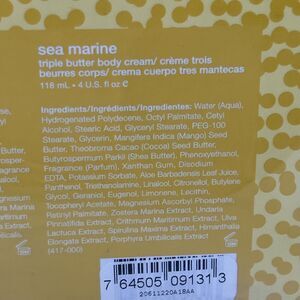 sea marine
triple butter body cream/ crème trois
beurres corps/ crema cuerpo tres mantecas
118 mL • 4 U.S. fl oz ℮
Ingredients/Ingrédients/Ingredientes: Water (Aqua),
Hydrogenated Polydecene, Octyl Palmitate, Cetyl
Alcohol, Stearic Acid, Glyceryl Stearate, PEG-100
Stearate, Glycerin, Mangifera Indica (Mango) Seed
Butter, Theobroma Cacao (Cocoa) Seed Butter,
Butyrospermum Parkii (Shea Butter), Phenoxyethanol,
Fragrance (Parfum), Xanthan Gum, Disodium
EDTA, Potassium Sorbate, Aloe Barbadensis Leaf Juice,
Panthenol, Tristhanolamine, Linalool, Citronellol, Butylene
Glycol, Geraniol, Eugenol, Limonene, Lecithin,
Tocopheryl Acetate, Magnesium Ascorbyl Phosphate,
Retinyl Palmitate, Zostera Marina Extract, Undaria
Pinnatifida Extract, Crithmum Maritimum Extract, Ulva
Lactuca Extract, Spirulina Maxima Extract, Himanthalia
Elongata Extract, Porphyra Umbilicalis Extract
(417-000)
7 64505 09131 3
20611220A18AA